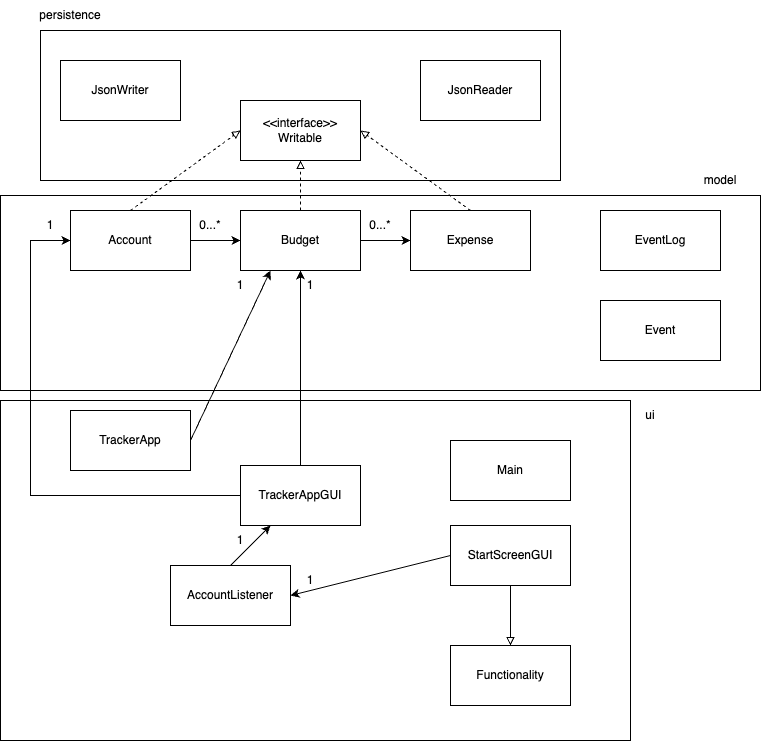 persistence
JsonWriter
JsonReader
<<interface>>
Writable
model
1
Account
0...*
Budget
0...*
Expense
EventLog
1
1
Event
ui
TrackerApp
Main
TrackerAppGUI
1
StartScreenGUI
1
AccountListener
Functionality